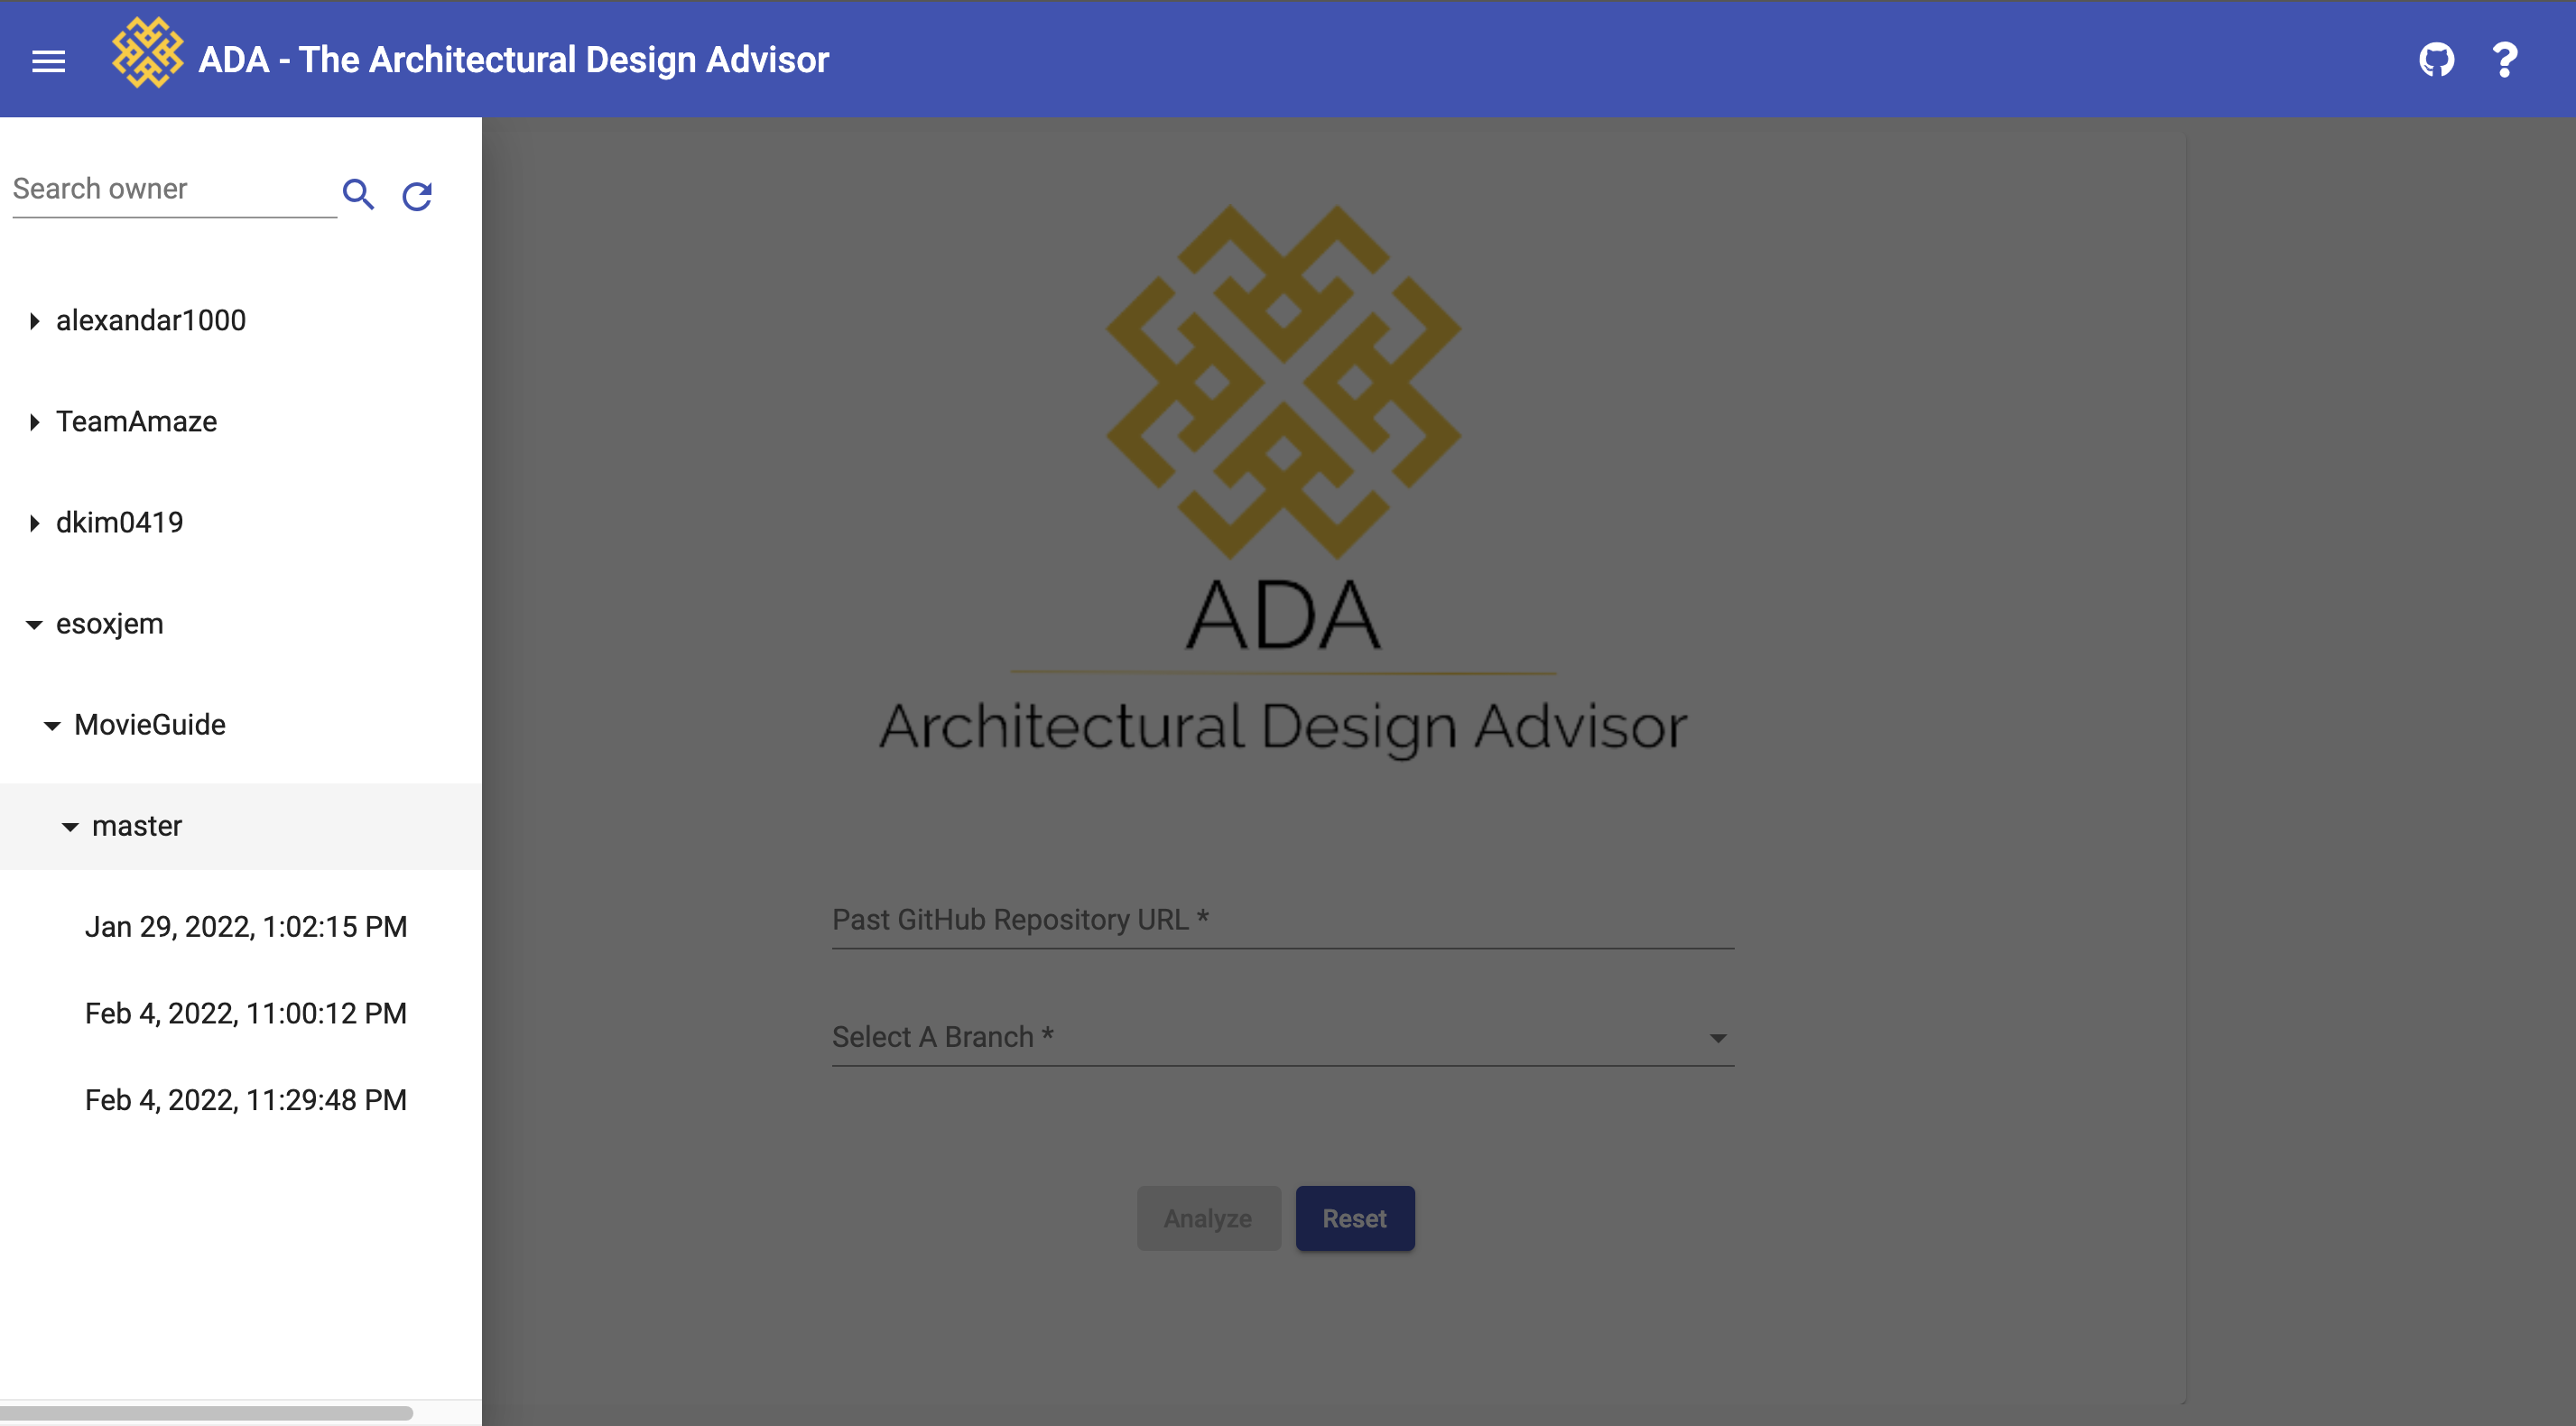 ADA - The Architectural Design Advisor
?
Search owner
alexandar1000
TeamAmaze
dkim0419
esoxjem
MovieGuide
master
Jan 29, 2022, 1:02:15 PM
Feb 4, 2022, 11:00:12 PM
Feb 4, 2022, 11:29:48 PM
ADA
Architectural Design Advisor
Past GitHub Repository URL *
Select A Branch *
Analyze
Reset